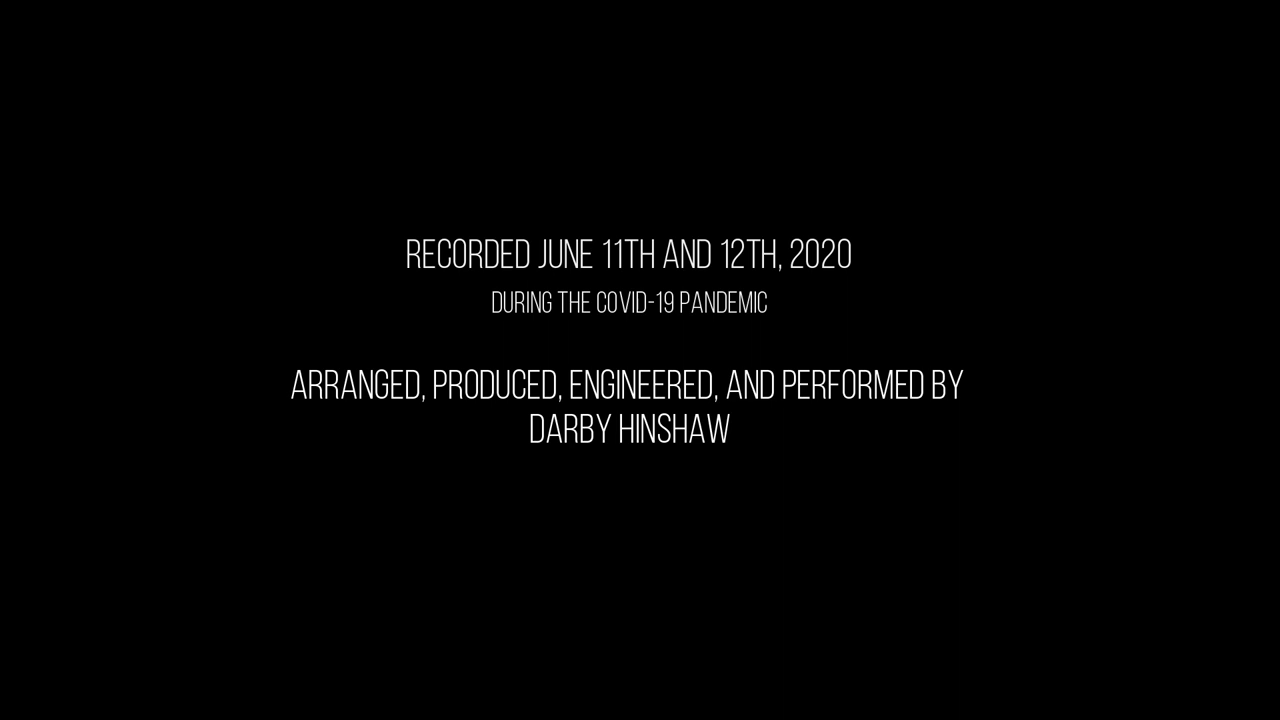 RECORDED JUNE 11TH AND 12TH, 2020
DURING THE COVID-19 PANDEMIC
ARRANGED, PRODUCED, ENGINEERED, AND PERFORMED BY
DARBY HINSHAW